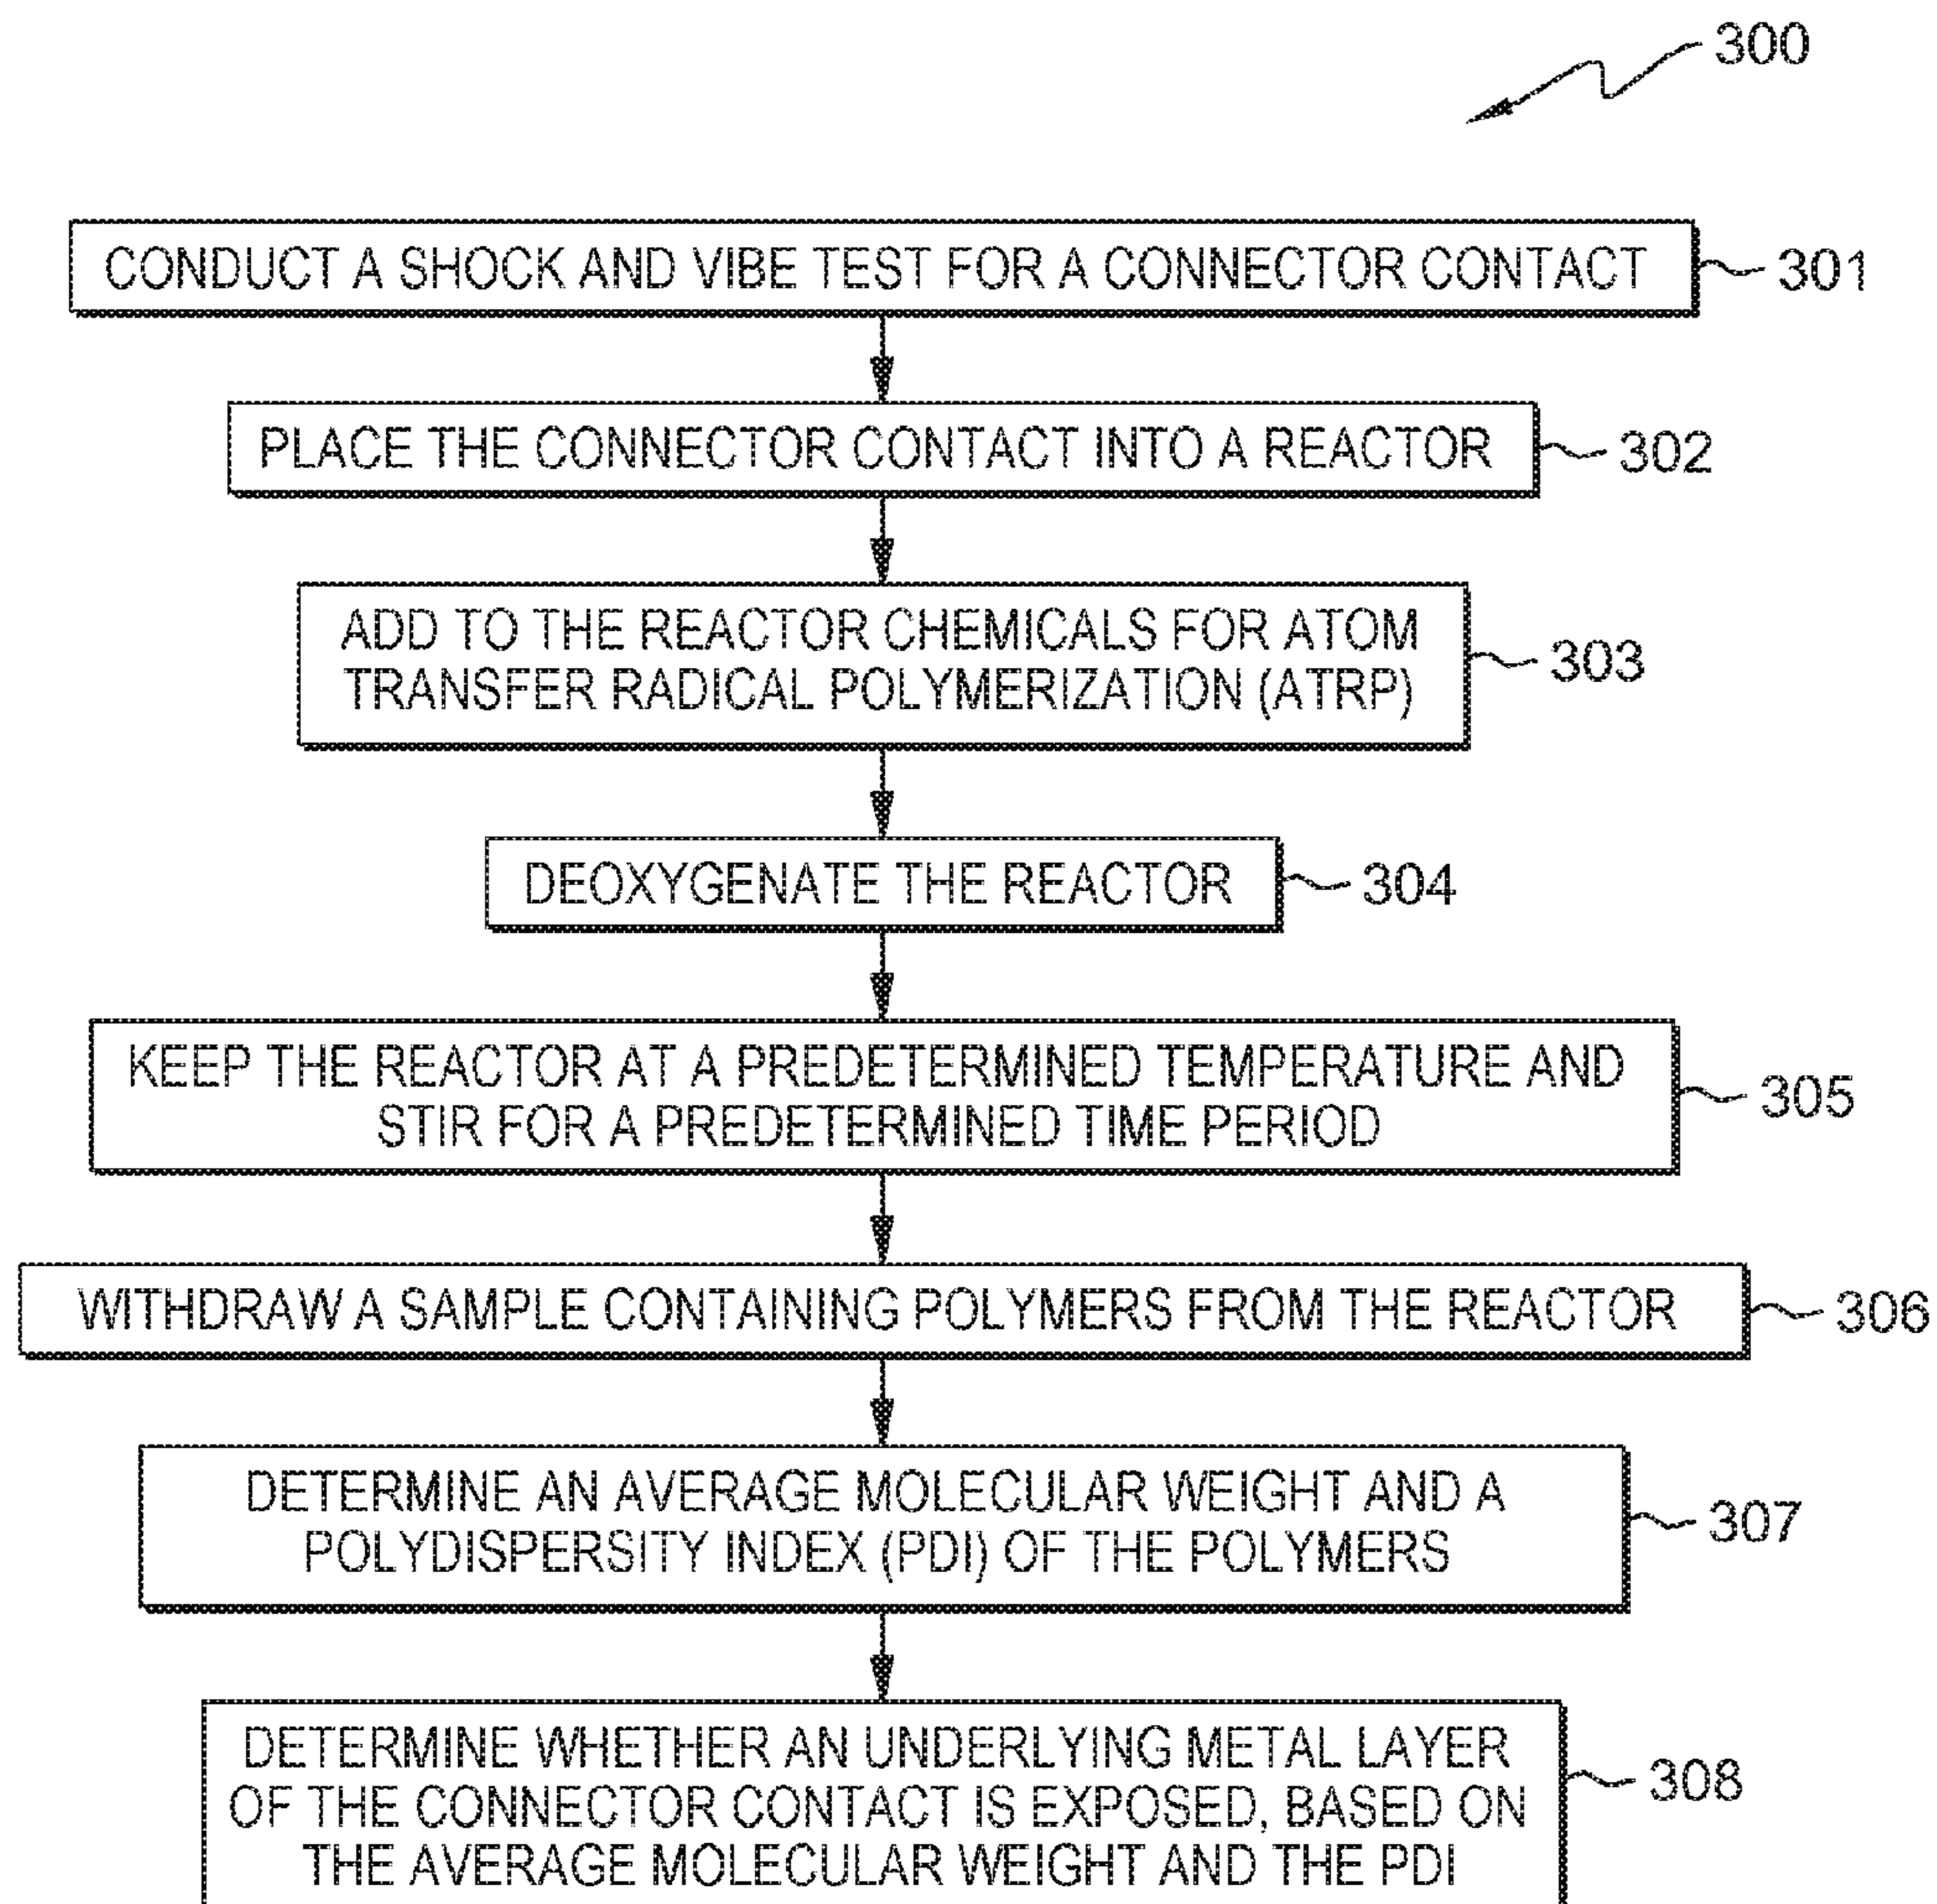 300
CONDUCT A SHOCK AND VIBE TEST FOR A CONNECTOR CONTACT
301
PLACE THE CONNECTOR CONTACT INTO A REACTOR
302
ADD TO THE REACTOR CHEMICALS FOR ATOM
TRANSFER RADICAL POLYMERIZATION (ATRP)
303
DEOXYGENATE THE REACTOR
304
KEEP THE REACTOR AT A PREDETERMINED TEMPERATURE AND
STIR FOR A PREDETERMINED TIME PERIOD
305
WITHDRAW A SAMPLE CONTAINING POLYMERS FROM THE REACTOR
306
DETERMINE AN AVERAGE MOLECULAR WEIGHT AND A
POLYDISPERSITY INDEX (PDI) OF THE POLYMERS
307
DETERMINE WHETHER AN UNDERLYING METAL LAYER
OF THE CONNECTOR CONTACT IS EXPOSED, BASED ON
THE AVERAGE MOLECULAR WEIGHT AND THE PDI
308